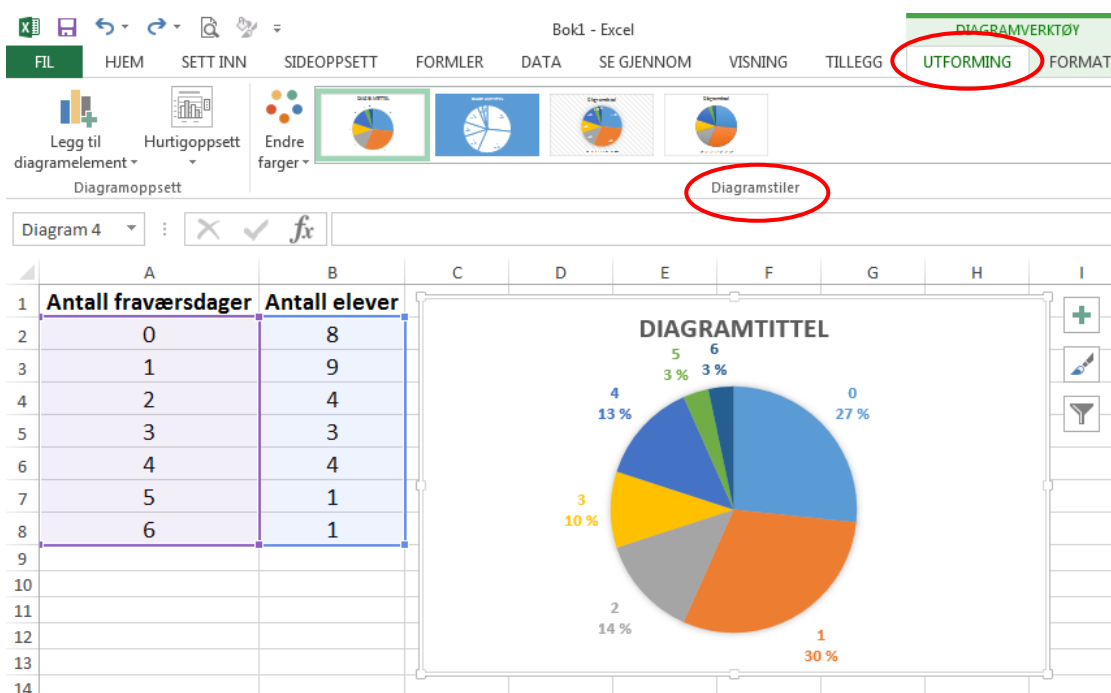 Bok1 - Excel
DIAGRAMVERKTØY
FIL HJEM SETT INN SIDEOPPSETT FORMLER DATA SE GJENNOM VISNING TILLEGG UTFORMING FORMAT
Legg til
diagramelement
Hurtigoppsett
Endre
farger
Diagramoppsett
Diagramstiler
Diagram 4
fx
A B C D E F G H I
1 Antall fraværsdager Antall elever
2 0 8
3 1 9
4 2 4
5 3 3
6 4 4
7 5 1
8 6 1
9
10
11
12
13
14
DIAGRAMTITTEL
5
3 %
6
3 %
4
13 %
0
27 %
3
10 %
2
14 %
1
30 %